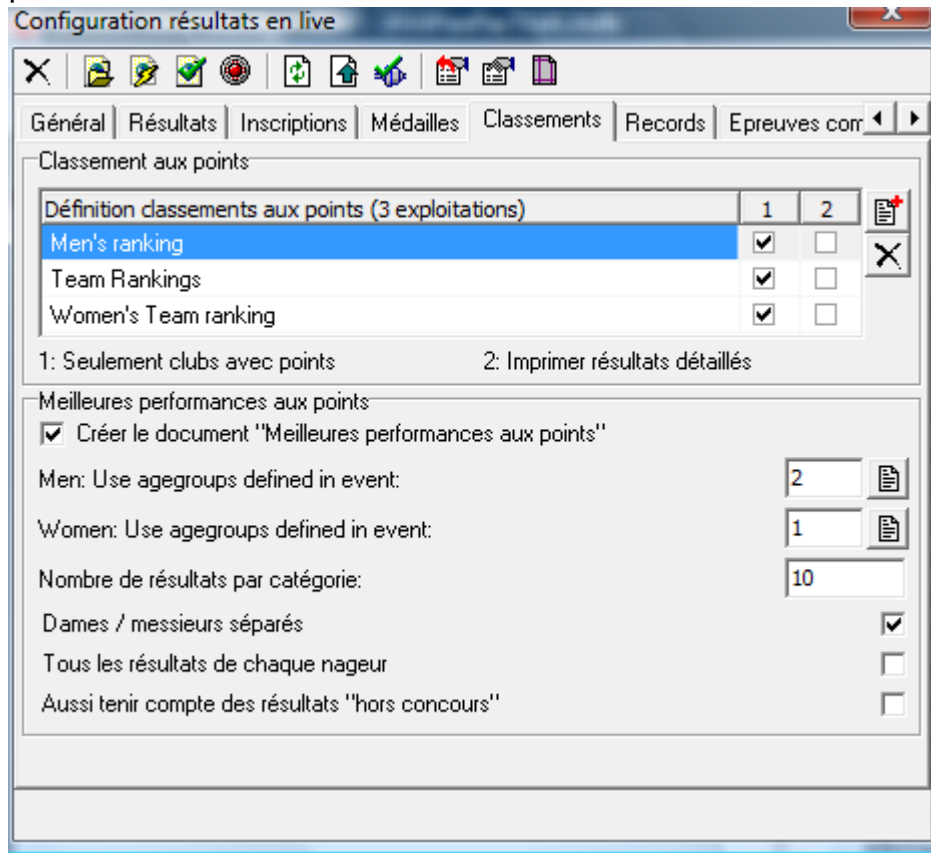 Configuration résultats en live
Général Résultats Inscriptions Médailles Classements Records Epreuves com
Classement aux points
Définition classements aux points (3 exploitations) 1 2
Men's ranking
Team Rankings
Women's Team ranking
1: Seulement clubs avec points 2: Imprimer résultats détaillés
Meilleures performances aux points
Créer le document "Meilleures performances aux points"
Men: Use agegroups defined in event: 2
Women: Use agegroups defined in event: 1
Nombre de résultats par catégorie: 10
Dames / messieurs séparés
Tous les résultats de chaque nageur
Aussi tenir compte des résultats "hors concours"